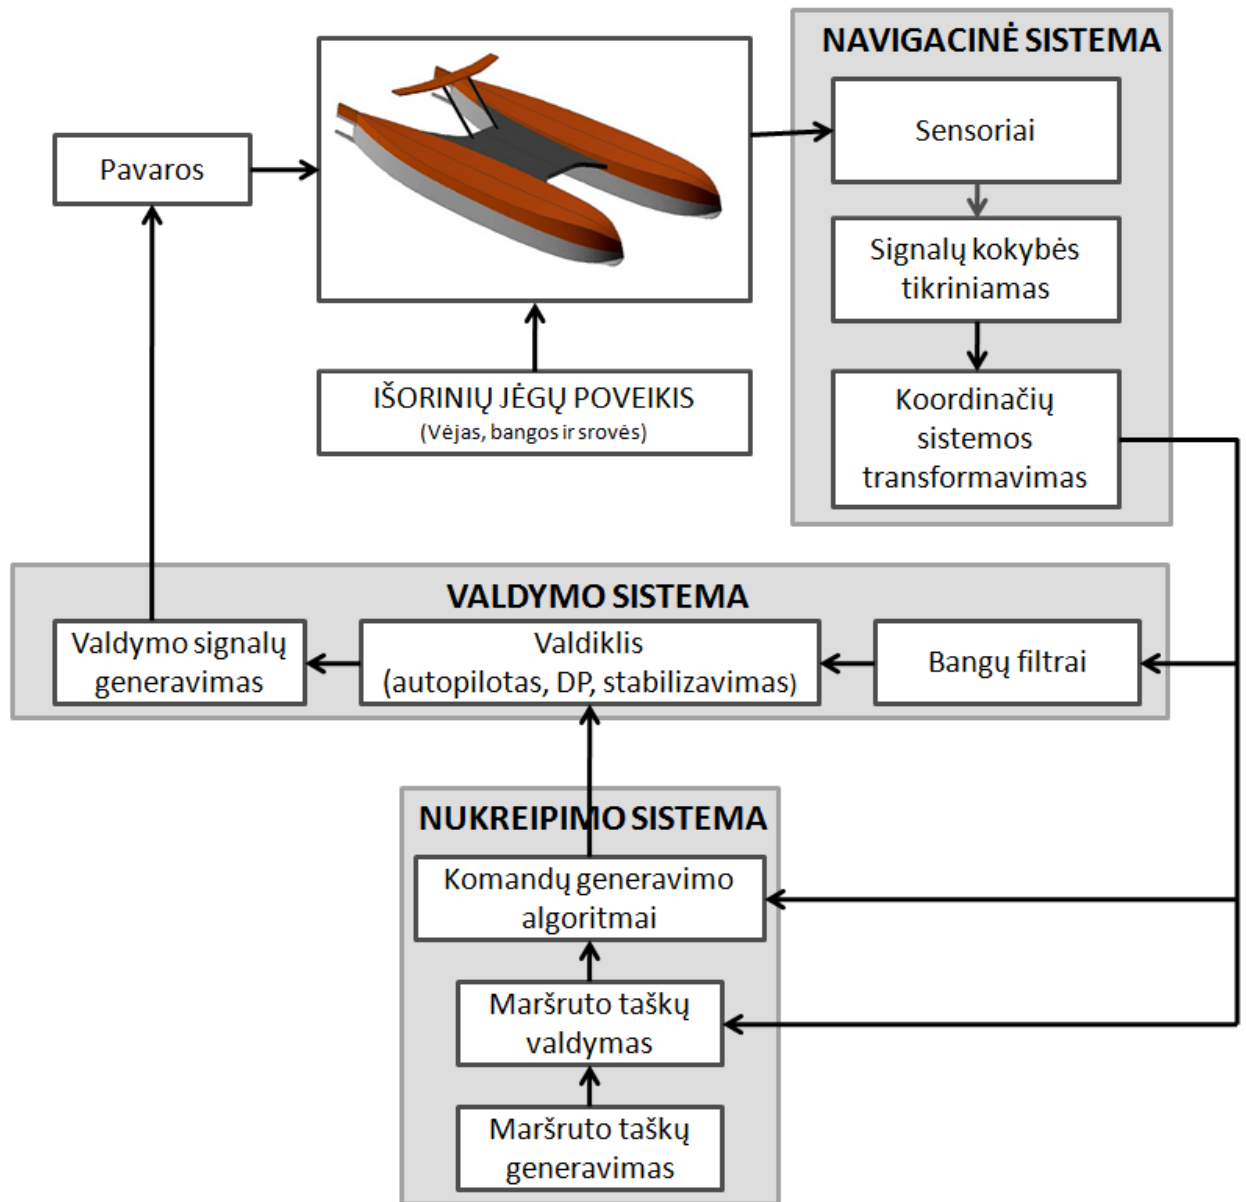 NAVIGACINĖ SISTEMA
Sensoriai
Pavaros
Signalų kokybės
tikriniamas
IŠORINIŲ JĖGŲ POVEIKIS
(Vėjas, bangos ir srovės)
Koordinačių
sistemos
transformavimas
VALDYMO SISTEMA
Valdymo signalų
generavimas
Valdiklis
(autopilotas, DP, stabilizavimas)
Bangų filtrai
NUKREIPIMO SISTEMA
Komandų generavimo
algoritmai
Maršruto taškų
valdymas
Maršruto taškų
generavimas